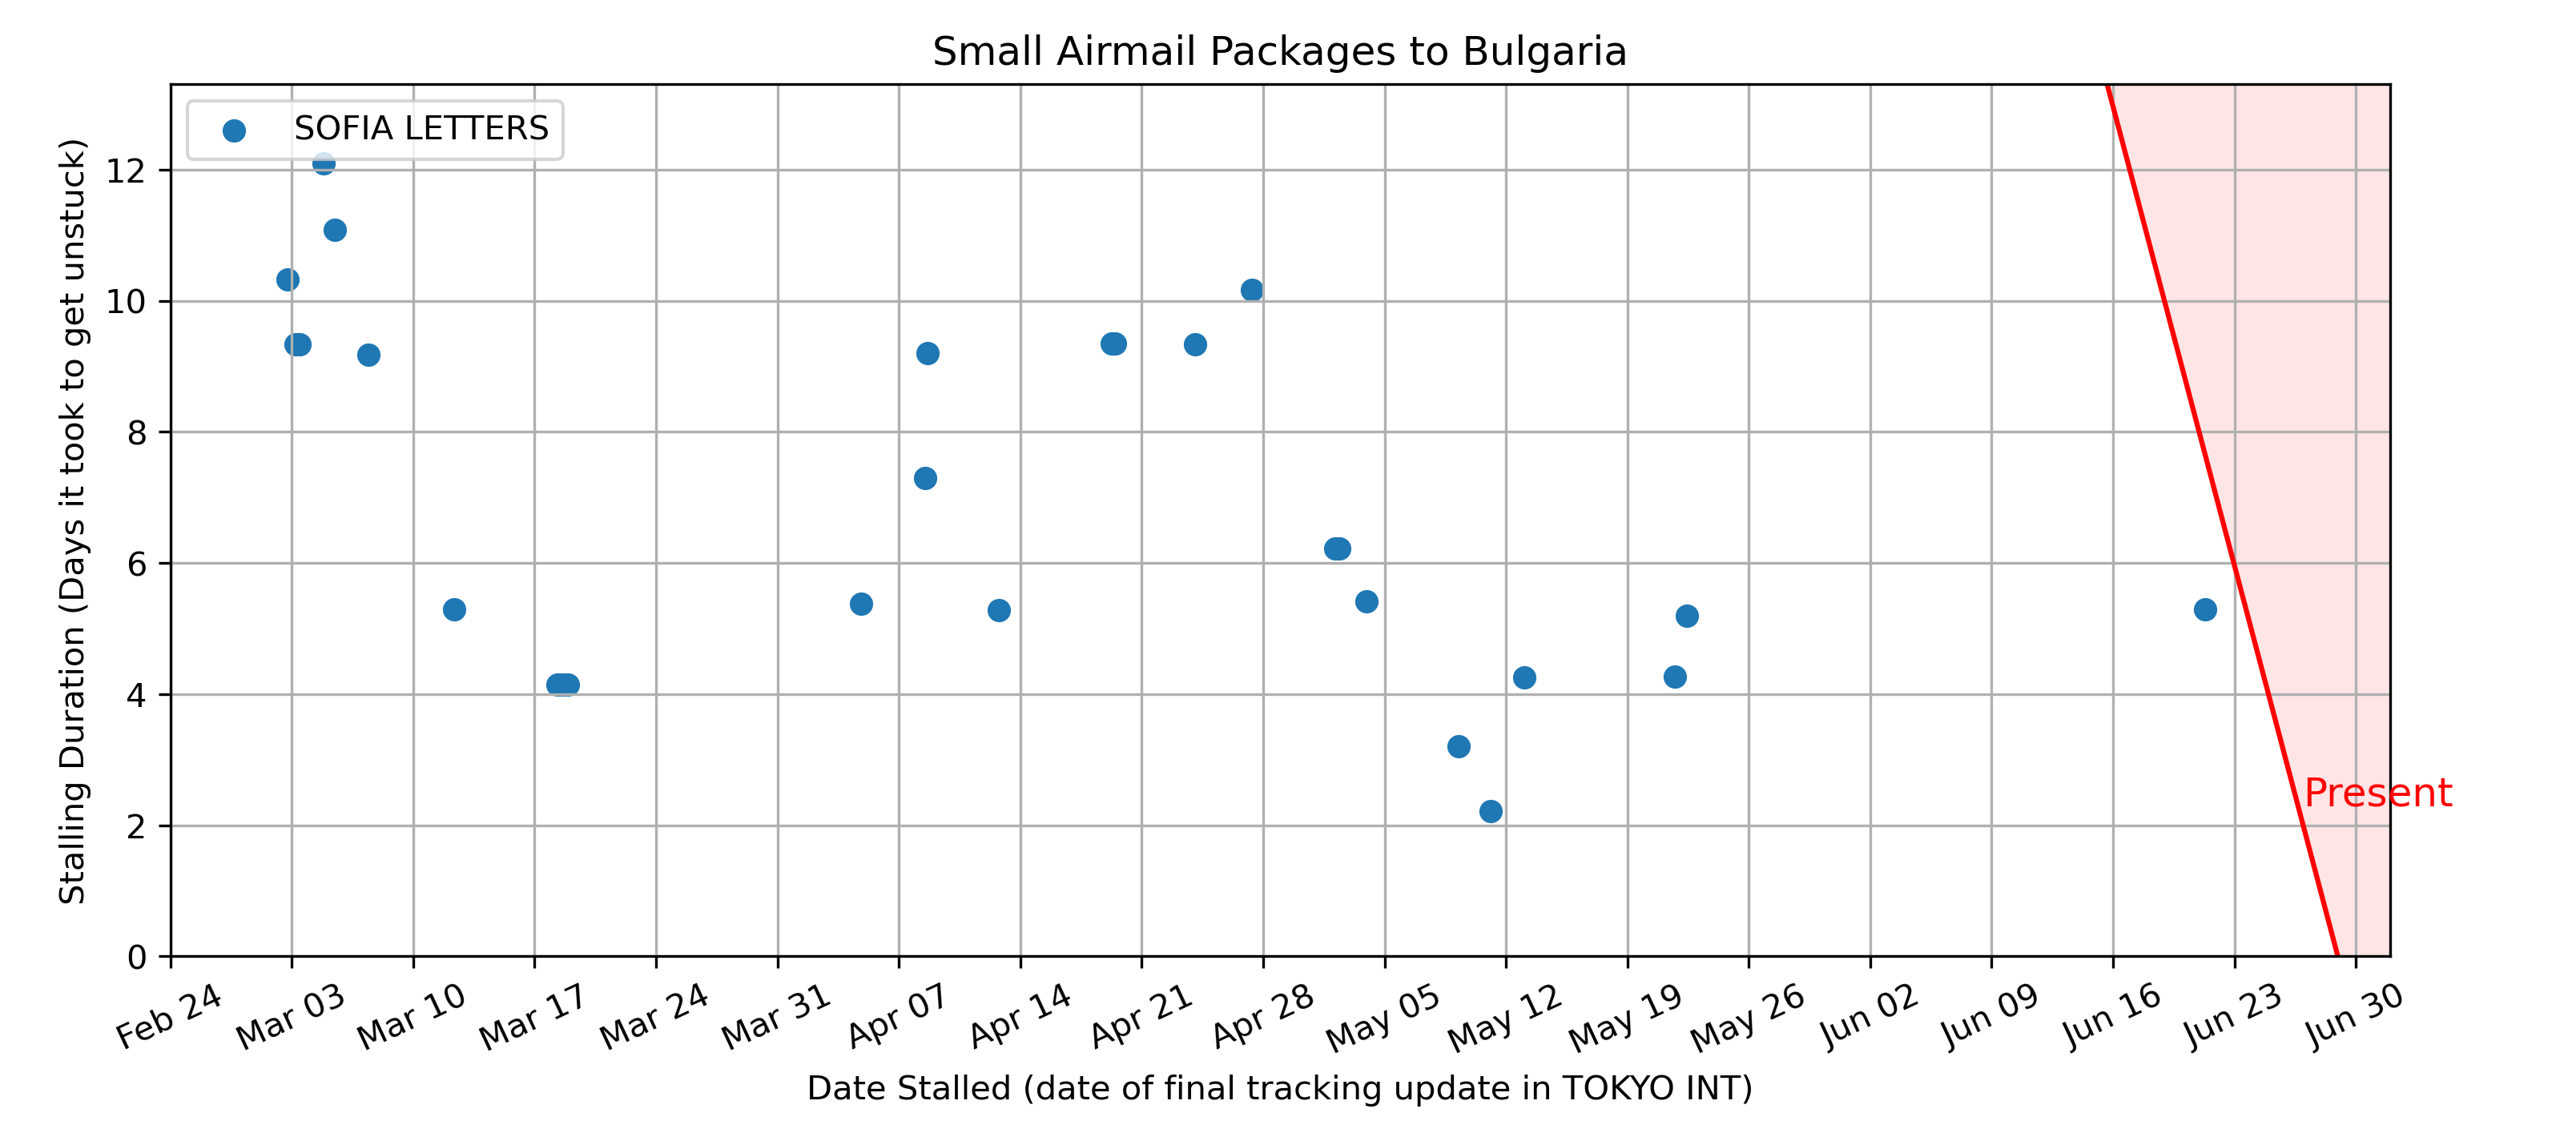 Small Airmail Packages to Bulgaria
SOFIA LETTERS
Stalling Duration (Days it took to get unstuck)
12
10
8
6
4
2
0
Present
Feb 24
Mar 03
Mar 10
Mar 17
Mar 24
Mar 31
Apr 07
Apr 14
Apr 21
Apr 28
May 05
May 12
May 19
May 26
Jun 02
Jun 09
Jun 16
Jun 23
Jun 30
Date Stalled (date of final tracking update in TOKYO INT)